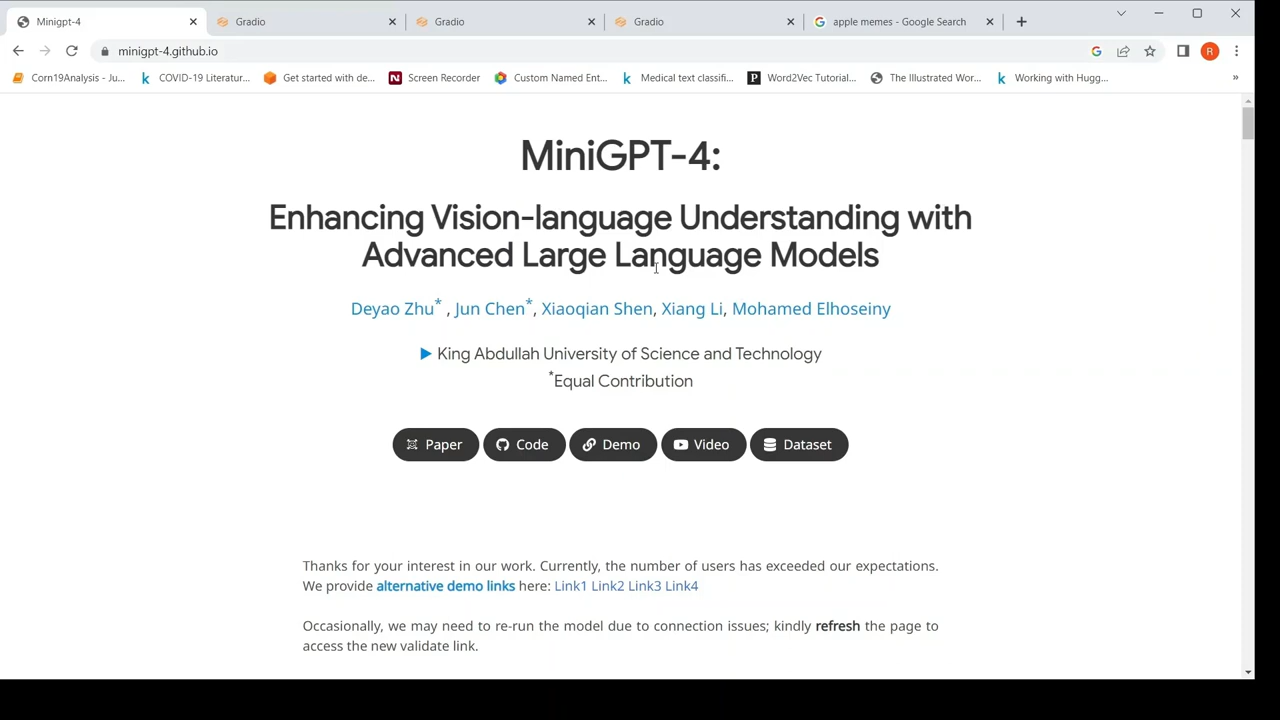 Minigpt-4
Gradio
Gradio
Gradio
apple memes - Google Search
minigpt-4.github.io
R
Corn19Analysis - Ju...
COVID-19 Literatur...
Get started with de...
Screen Recorder
Custom Named Ent...
Medical text classifi...
Word2Vec Tutorial...
The Illustrated Wor...
Working with Hugg...
MiniGPT-4:
Enhancing Vision-language Understanding with
Advanced Large Language Models
Deyao Zhu* , Jun Chen*, Xiaoqian Shen, Xiang Li, Mohamed Elhoseiny
King Abdullah University of Science and Technology
*Equal Contribution
Paper
Code
Demo
Video
Dataset
Thanks for your interest in our work. Currently, the number of users has exceeded our expectations.
We provide alternative demo links here: Link1 Link2 Link3 Link4
Occasionally, we may need to re-run the model due to connection issues; kindly refresh the page to
access the new validate link.